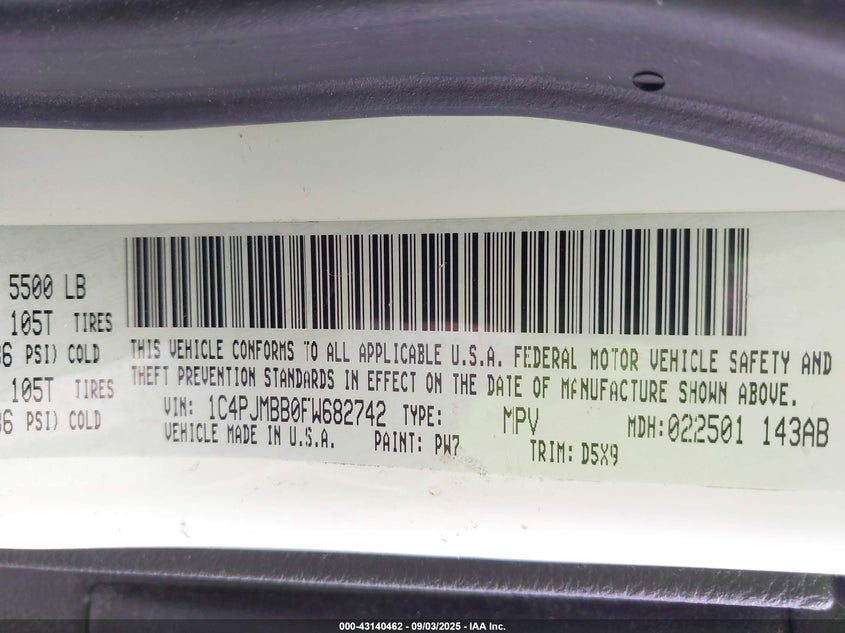 5500 LB
105T TIRES
36 PSI) COLD
105T TIRES
36 PSI) COLD
THIS VEHICLE CONFORMS TO ALL APPLICABLE U.S.A. FEDERAL MOTOR VEHICLE SAFETY AND
THEFT PREVENTION STANDARDS IN EFFECT ON THE DATE OF MANUFACTURE SHOWN ABOVE.
VIN: 1C4PJMBB0FW682742 TYPE: MPV MDH:022501 143AB
VEHICLE MADE IN U.S.A. PAINT: PW7 TRIM: D5X9
000-43140462 - 09/03/2025 - IAA Inc.